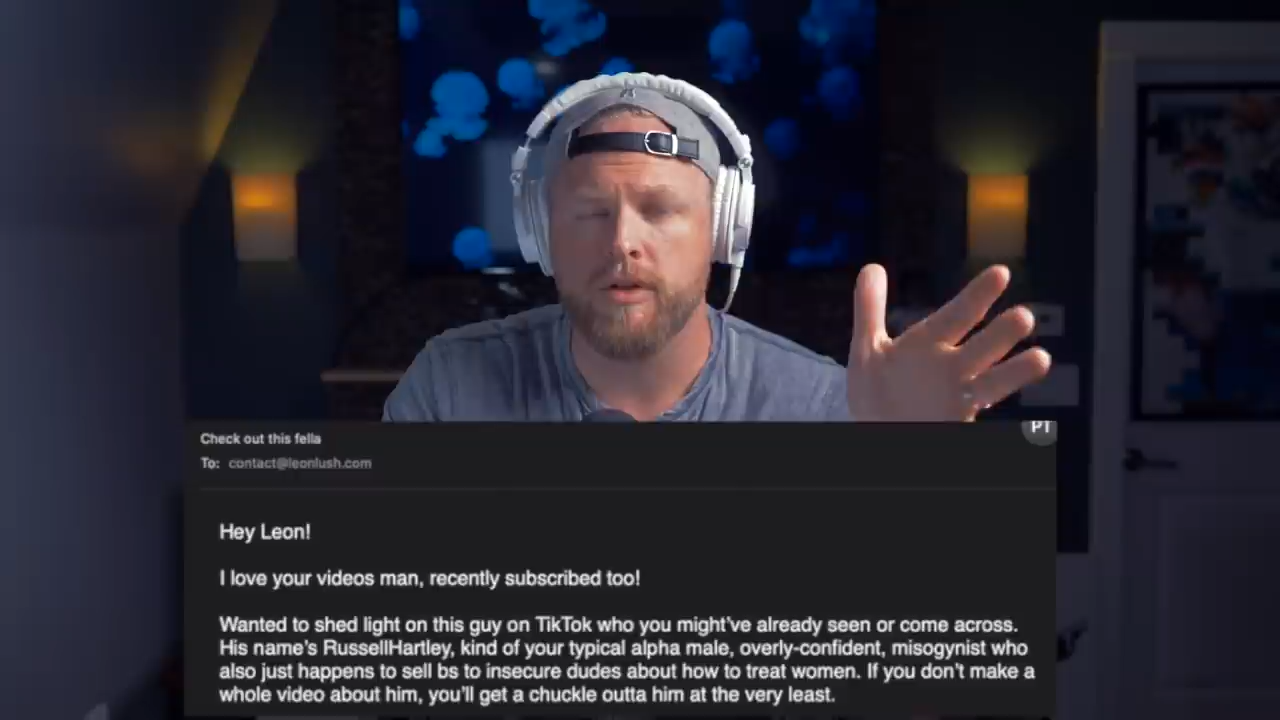 Check out this fella
PT
To: contact@leonlush.com
Hey Leon!
I love your videos man, recently subscribed too!
Wanted to shed light on this guy on TikTok who you might've already seen or come across.
His name's RussellHartley, kind of your typical alpha male, overly-confident, misogynist who
also just happens to sell bs to insecure dudes about how to treat women. If you don't make a
whole video about him, you'll get a chuckle outta him at the very least.